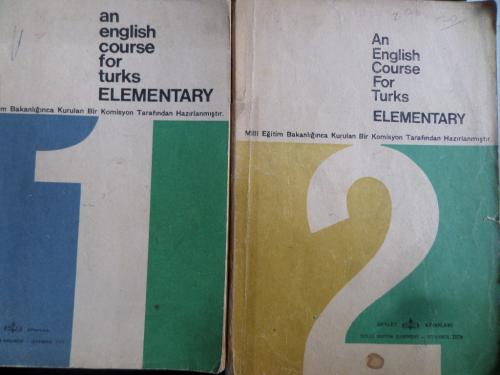 an
english
course
for
turks
ELEMENTARY
Bakanlığınca Kurulan Bir Komisyon Tarafından Hazırlanmıştır.
1
An
English
Course
For
Turks
ELEMENTARY
Milli Eğitim Bakanlığınca Kurulan Bir Komisyon Tarafından Hazırlanmıştır.
2
DEVLET KİTAPLARI